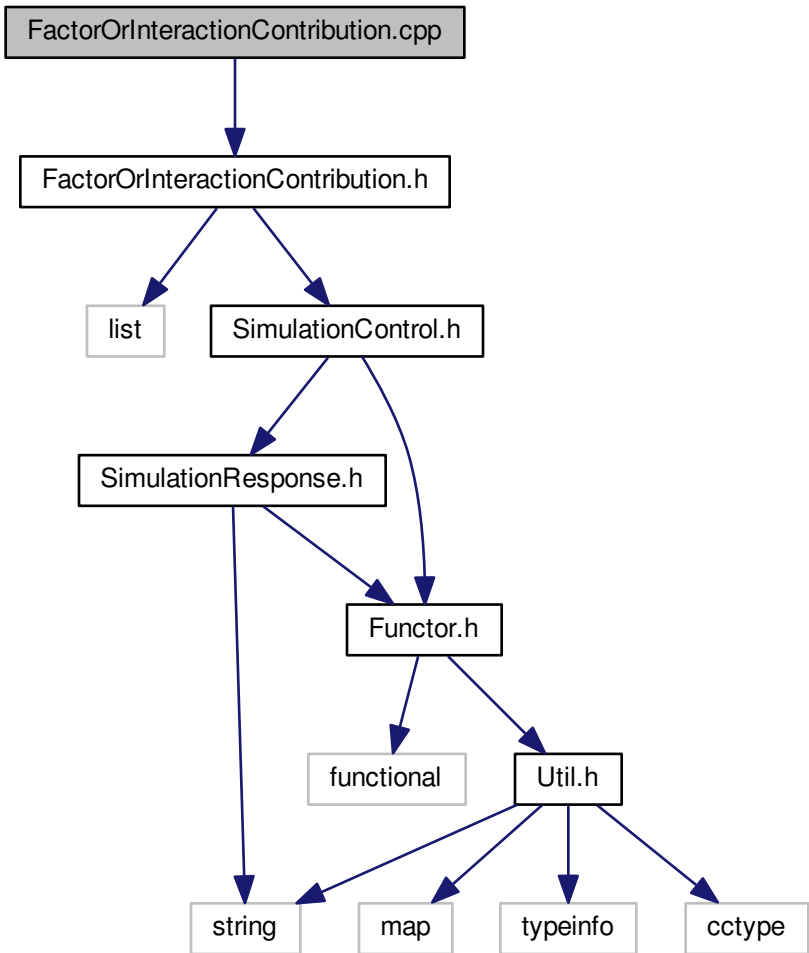 FactorOrInteractionContribution.cpp
FactorOrInteractionContribution.h
list
SimulationControl.h
SimulationResponse.h
Functor.h
functional
Util.h
string
map
typeinfo
cctype